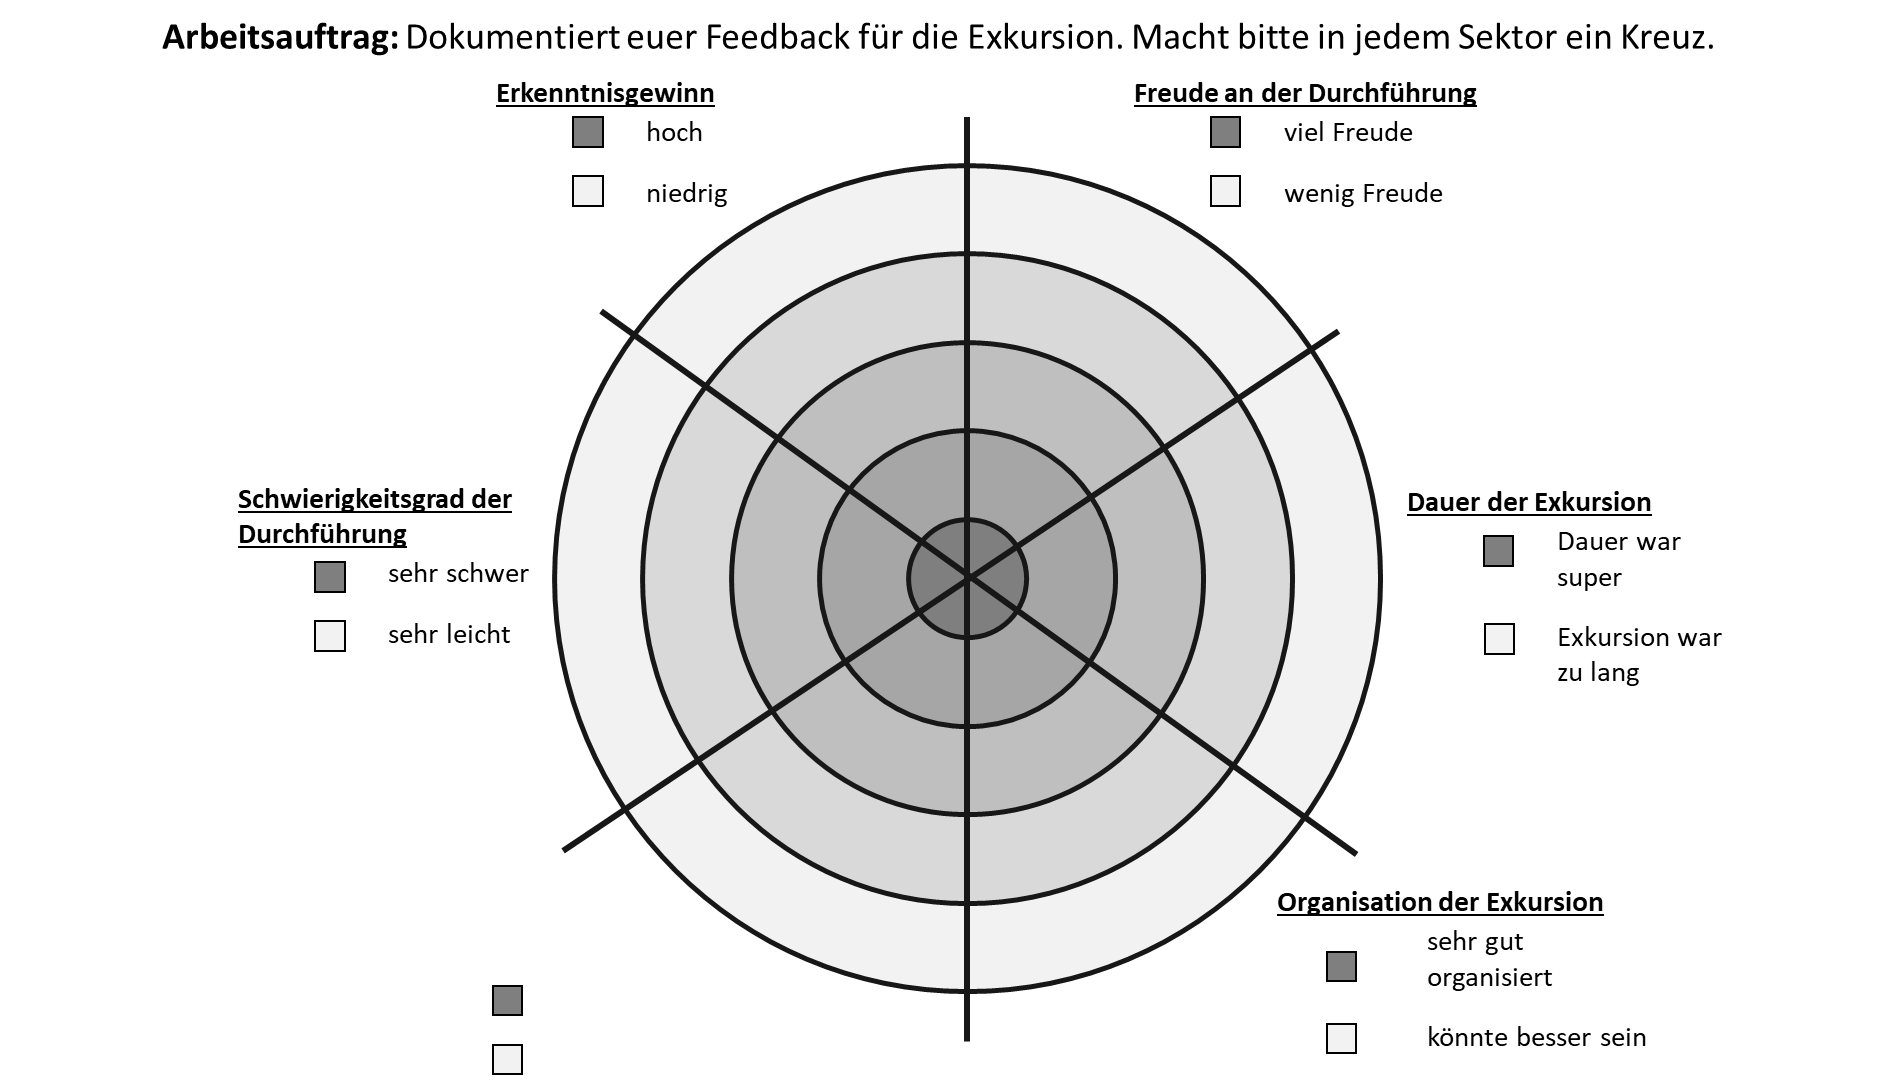 Arbeitsauftrag: Dokumentiert euer Feedback für die Exkursion. Macht bitte in jedem Sektor ein Kreuz.
Erkenntnisgewinn
hoch
niedrig
Freude an der Durchführung
viel Freude
wenig Freude
Schwierigkeitsgrad der
Durchführung
sehr schwer
sehr leicht
Dauer der Exkursion
Dauer war
super
Exkursion war
zu lang
Organisation der Exkursion
sehr gut
organisiert
könnte besser sein